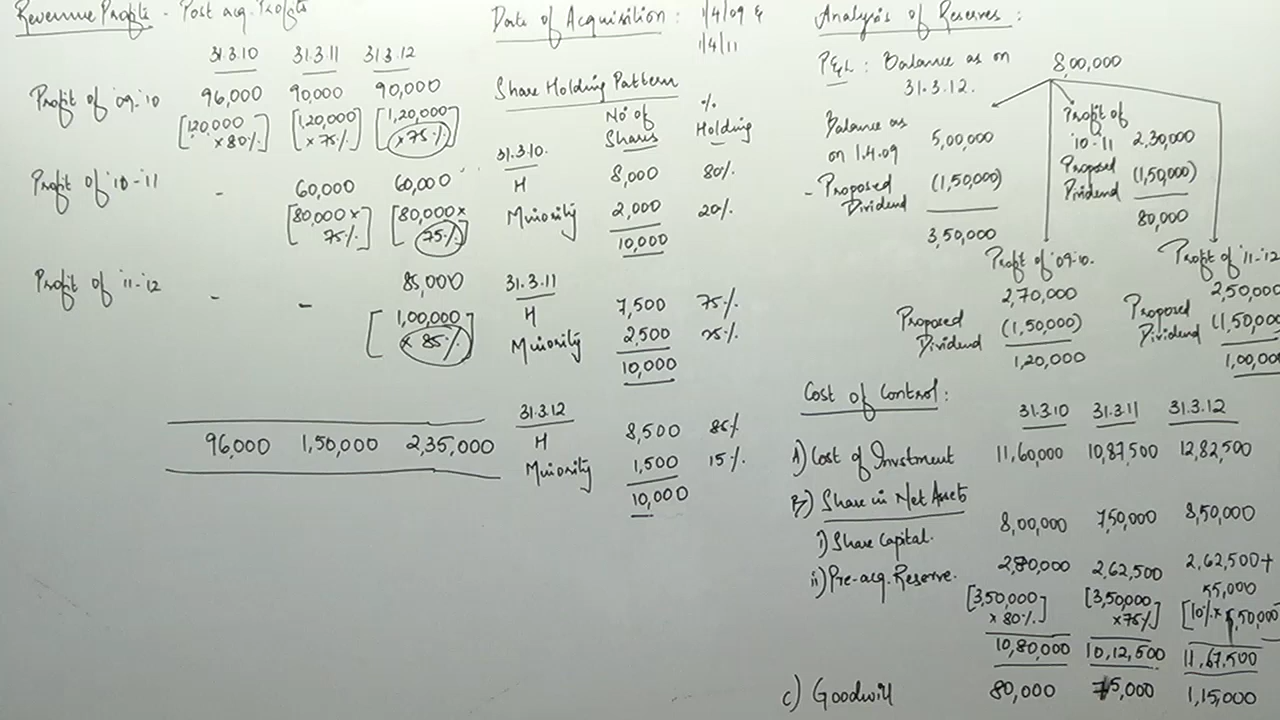 Revenue Profits - Post acq. Profits
31.3.10 31.3.11 31.3.12
Profit of '09-'10 96,000 90,000 90,000
[1,20,000 × 80%] [1,20,000 × 75%] [1,20,000 × 75%]
Profit of '10-'11 - 60,000 60,000
[80,000 × 75%] [80,000 × 75%]
Profit of '11-'12 - - 85,000
[1,00,000 × 85%]
96,000 1,50,000 2,35,000
Date of Acquisition : 1/4/09 &
1/4/11
Share Holding Pattern
No of Shares % Holding
31.3.10.
H 8,000 80%
Minority 2,000 20%
10,000
31.3.11
H 7,500 75%
Minority 2,500 25%
10,000
31.3.12
H 8,500 85%
Minority 1,500 15%
10,000
Analysis of Reserves :
P&L : Balance as on 8,00,000
31.3.12.
Balance as on 1.4.09 5,00,000
- Proposed Dividend (1,50,000)
3,50,000
Profit of '10-11 2,30,000
Proposed Dividend (1,50,000)
80,000
Profit of '09-10.
2,70,000
Proposed Dividend (1,50,000)
1,20,000
Profit of '11-'12
2,50,000
Proposed Dividend (1,50,000
1,00,000
Cost of Control :
31.3.10 31.3.11 31.3.12
A) Cost of Invstment 11,60,000 10,87,500 12,82,500
B) Share in Net Assets
i) Share Capital. 8,00,000 750,000 8,50,000
ii) Pre-acq. Reserve. 2,80,000 2,62,500 2,62,500 +
55,000
[3,50,000 × 80%] [3,50,000 × 75%] [10% × 5,50,000
10,80,000 10,12,500 11,67,500
C) Goodwill 80,000 75,000 1,15,000